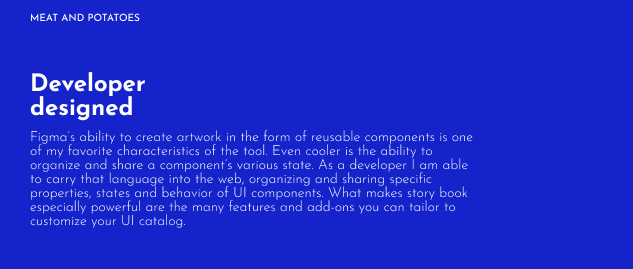 MEAT AND POTATOES
Developer
designed
Figma's ability to create artwork in the form of reusable components is one
of my favorite characteristics of the tool. Even cooler is the ability to
organize and share a component's various state. As a developer I am able
to carry that language into the web, organizing and sharing specific
properties, states and behavior of UI components. What makes story book
especially powerful are the many features and add-ons you can tailor to
customize your UI catalog.